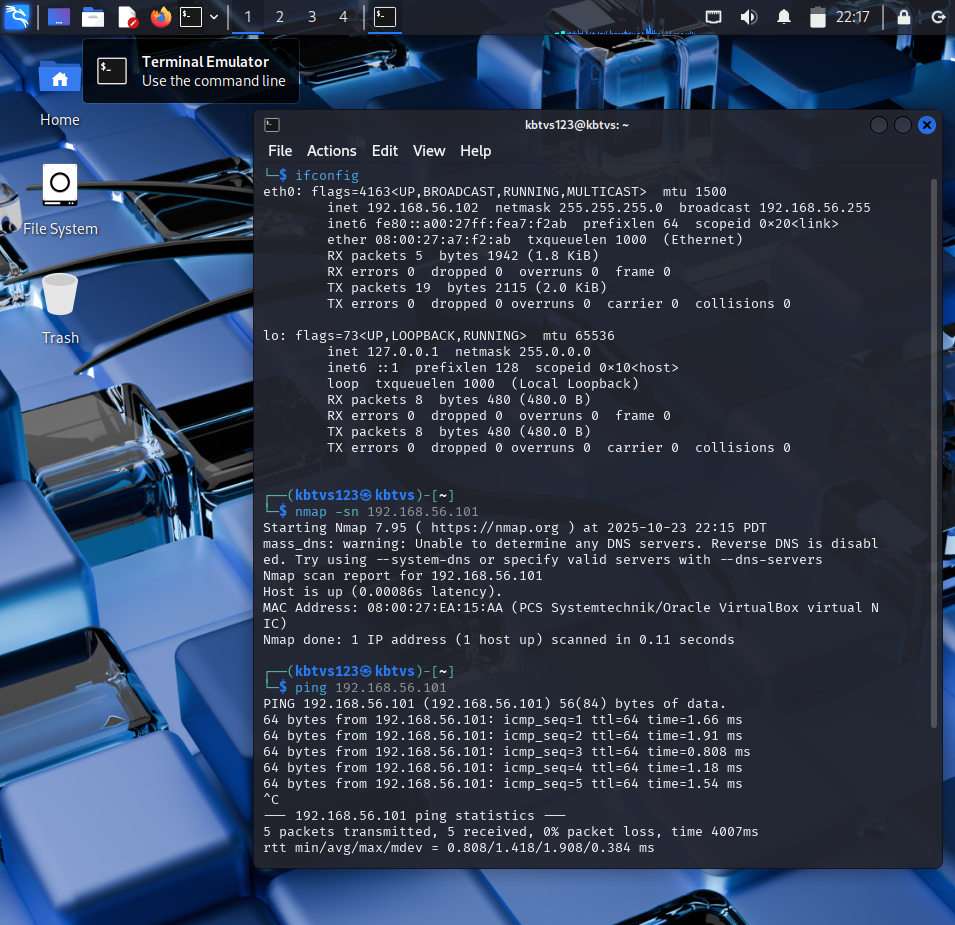 1 2 3 4 22:17
Terminal Emulator
Use the command line
Home
File System
Trash
kbtvs123@kbtvs: ~
File Actions Edit View Help
└─$ ifconfig
eth0: flags=4163<UP,BROADCAST,RUNNING,MULTICAST>  mtu 1500
        inet 192.168.56.102  netmask 255.255.255.0  broadcast 192.168.56.255
        inet6 fe80::a00:27ff:fea7:f2ab  prefixlen 64  scopeid 0×20<link>
        ether 08:00:27:a7:f2:ab  txqueuelen 1000  (Ethernet)
        RX packets 5  bytes 1942 (1.8 KiB)
        RX errors 0  dropped 0  overruns 0  frame 0
        TX packets 19  bytes 2115 (2.0 KiB)
        TX errors 0  dropped 0 overruns 0  carrier 0  collisions 0
lo: flags=73<UP,LOOPBACK,RUNNING>  mtu 65536
        inet 127.0.0.1  netmask 255.0.0.0
        inet6 ::1  prefixlen 128  scopeid 0×10<host>
        loop  txqueuelen 1000  (Local Loopback)
        RX packets 8  bytes 480 (480.0 B)
        RX errors 0  dropped 0  overruns 0  frame 0
        TX packets 8  bytes 480 (480.0 B)
        TX errors 0  dropped 0 overruns 0  carrier 0  collisions 0
┌──(kbtvs123㉿kbtvs)-[~]
└─$ nmap -sn 192.168.56.101
Starting Nmap 7.95 ( https://nmap.org ) at 2025-10-23 22:15 PDT
mass_dns: warning: Unable to determine any DNS servers. Reverse DNS is disabl
ed. Try using --system-dns or specify valid servers with --dns-servers
Nmap scan report for 192.168.56.101
Host is up (0.00086s latency).
MAC Address: 08:00:27:EA:15:AA (PCS Systemtechnik/Oracle VirtualBox virtual N
IC)
Nmap done: 1 IP address (1 host up) scanned in 0.11 seconds
┌──(kbtvs123㉿kbtvs)-[~]
└─$ ping 192.168.56.101
PING 192.168.56.101 (192.168.56.101) 56(84) bytes of data.
64 bytes from 192.168.56.101: icmp_seq=1 ttl=64 time=1.66 ms
64 bytes from 192.168.56.101: icmp_seq=2 ttl=64 time=1.91 ms
64 bytes from 192.168.56.101: icmp_seq=3 ttl=64 time=0.808 ms
64 bytes from 192.168.56.101: icmp_seq=4 ttl=64 time=1.18 ms
64 bytes from 192.168.56.101: icmp_seq=5 ttl=64 time=1.54 ms
^C
--- 192.168.56.101 ping statistics ---
5 packets transmitted, 5 received, 0% packet loss, time 4007ms
rtt min/avg/max/mdev = 0.808/1.418/1.908/0.384 ms